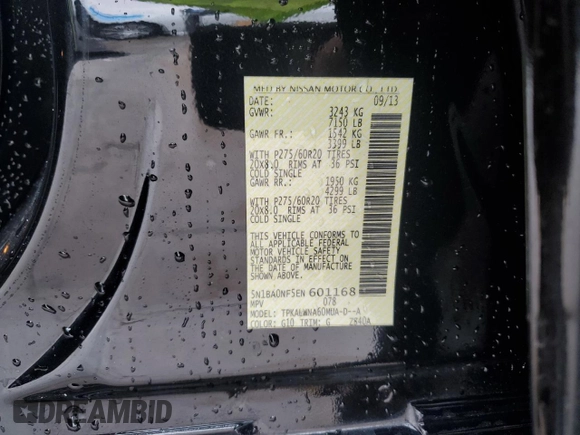 MFD BY NISSAN MOTOR CO., LTD.
DATE: 09/13
GVWR: 3243 KG
7150 LB
GAWR FR.: 1542 KG
3399 LB
WITH P275/60R20 TIRES
20X8.0 RIMS AT 36 PSI
COLD SINGLE
GAWR RR.: 1950 KG
4299 LB
WITH P275/60R20 TIRES
20X8.0 RIMS AT 36 PSI
COLD SINGLE
THIS VEHICLE CONFORMS TO
ALL APPLICABLE FEDERAL
MOTOR VEHICLE SAFETY
STANDARDS IN EFFECT ON
THE DATE OF MANUFACTURE
SHOWN ABOVE.
5N1BA0NF5EN 601168
MPV 078
MODEL: TPKALWNA60MUA-D--A
COLOR: G10 TRIM: G 2840A
DREAMBID